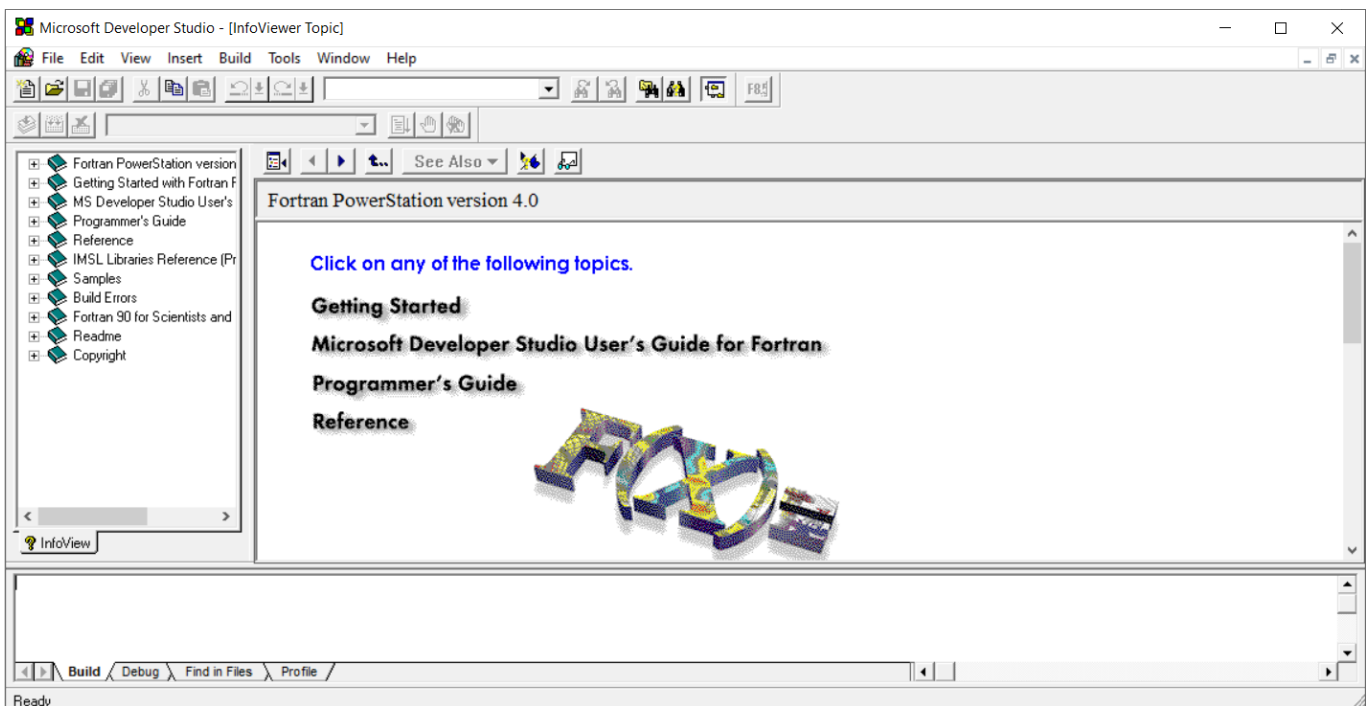 Microsoft Developer Studio - [InfoViewer Topic]
File Edit View Insert Build Tools Window Help
See Also
Fortran PowerStation version
Getting Started with Fortran F
MS Developer Studio User's
Programmer's Guide
Reference
IMSL Libraries Reference (Pr
Samples
Build Errors
Fortran 90 for Scientists and
Readme
Copyright
InfoView
Fortran PowerStation version 4.0
Click on any of the following topics.
Getting Started
Microsoft Developer Studio User's Guide for Fortran
Programmer's Guide
Reference
F(X)=
Build Debug Find in Files Profile
Ready